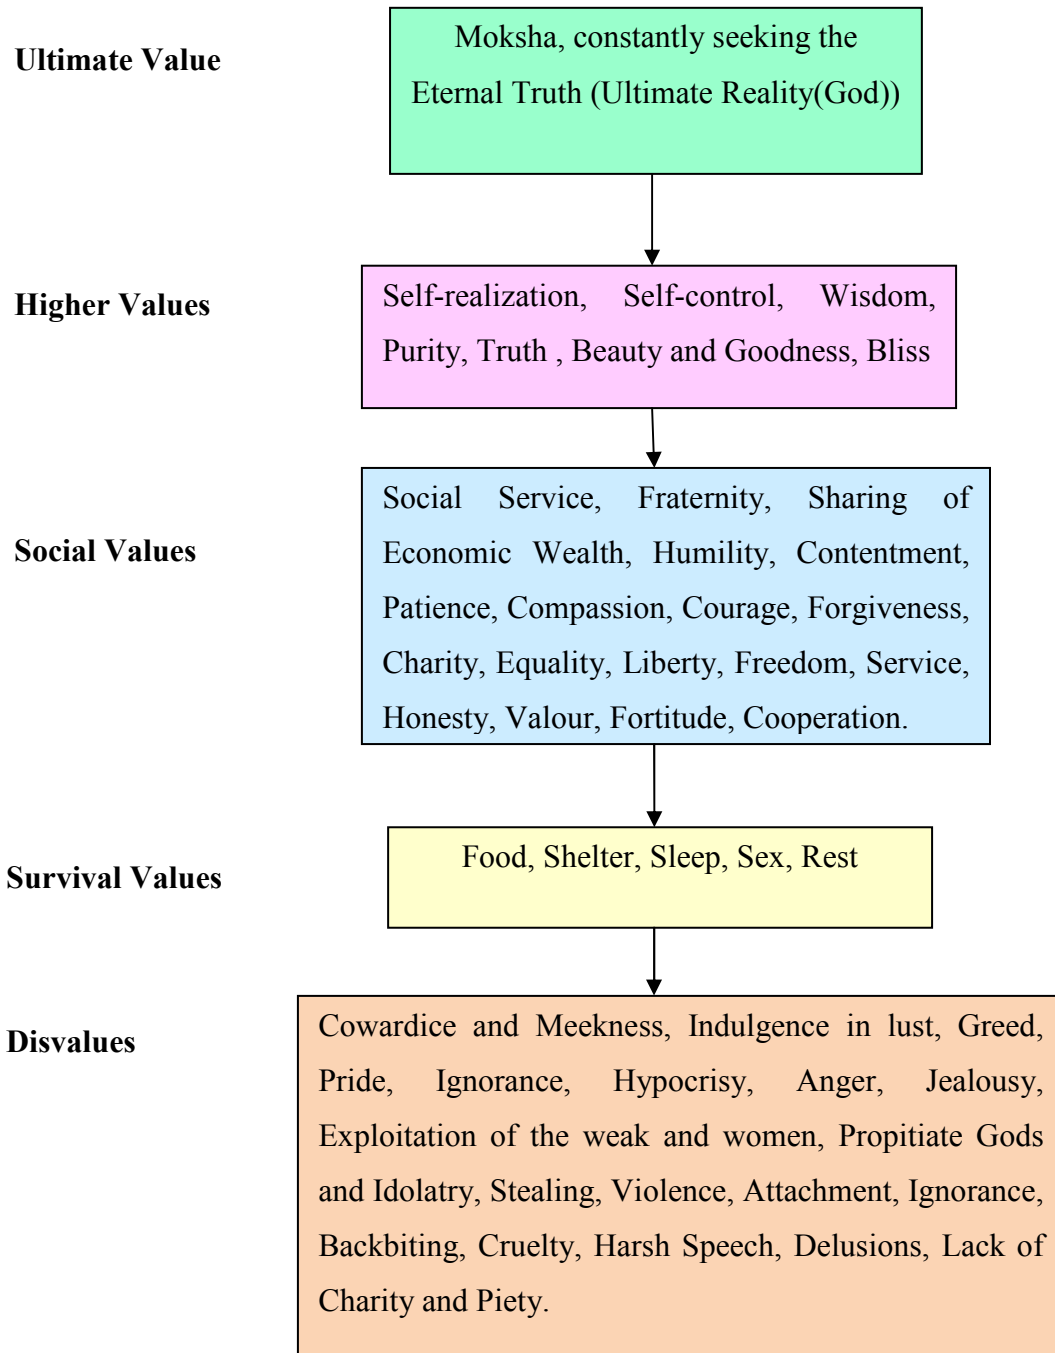 Ultimate Value
Moksha, constantly seeking the
Eternal Truth (Ultimate Reality(God))
Higher Values
Self-realization, Self-control, Wisdom,
Purity, Truth , Beauty and Goodness, Bliss
Social Values
Social Service, Fraternity, Sharing of
Economic Wealth, Humility, Contentment,
Patience, Compassion, Courage, Forgiveness,
Charity, Equality, Liberty, Freedom, Service,
Honesty, Valour, Fortitude, Cooperation.
Survival Values
Food, Shelter, Sleep, Sex, Rest
Disvalues
Cowardice and Meekness, Indulgence in lust, Greed,
Pride, Ignorance, Hypocrisy, Anger, Jealousy,
Exploitation of the weak and women, Propitiate Gods
and Idolatry, Stealing, Violence, Attachment, Ignorance,
Backbiting, Cruelty, Harsh Speech, Delusions, Lack of
Charity and Piety.